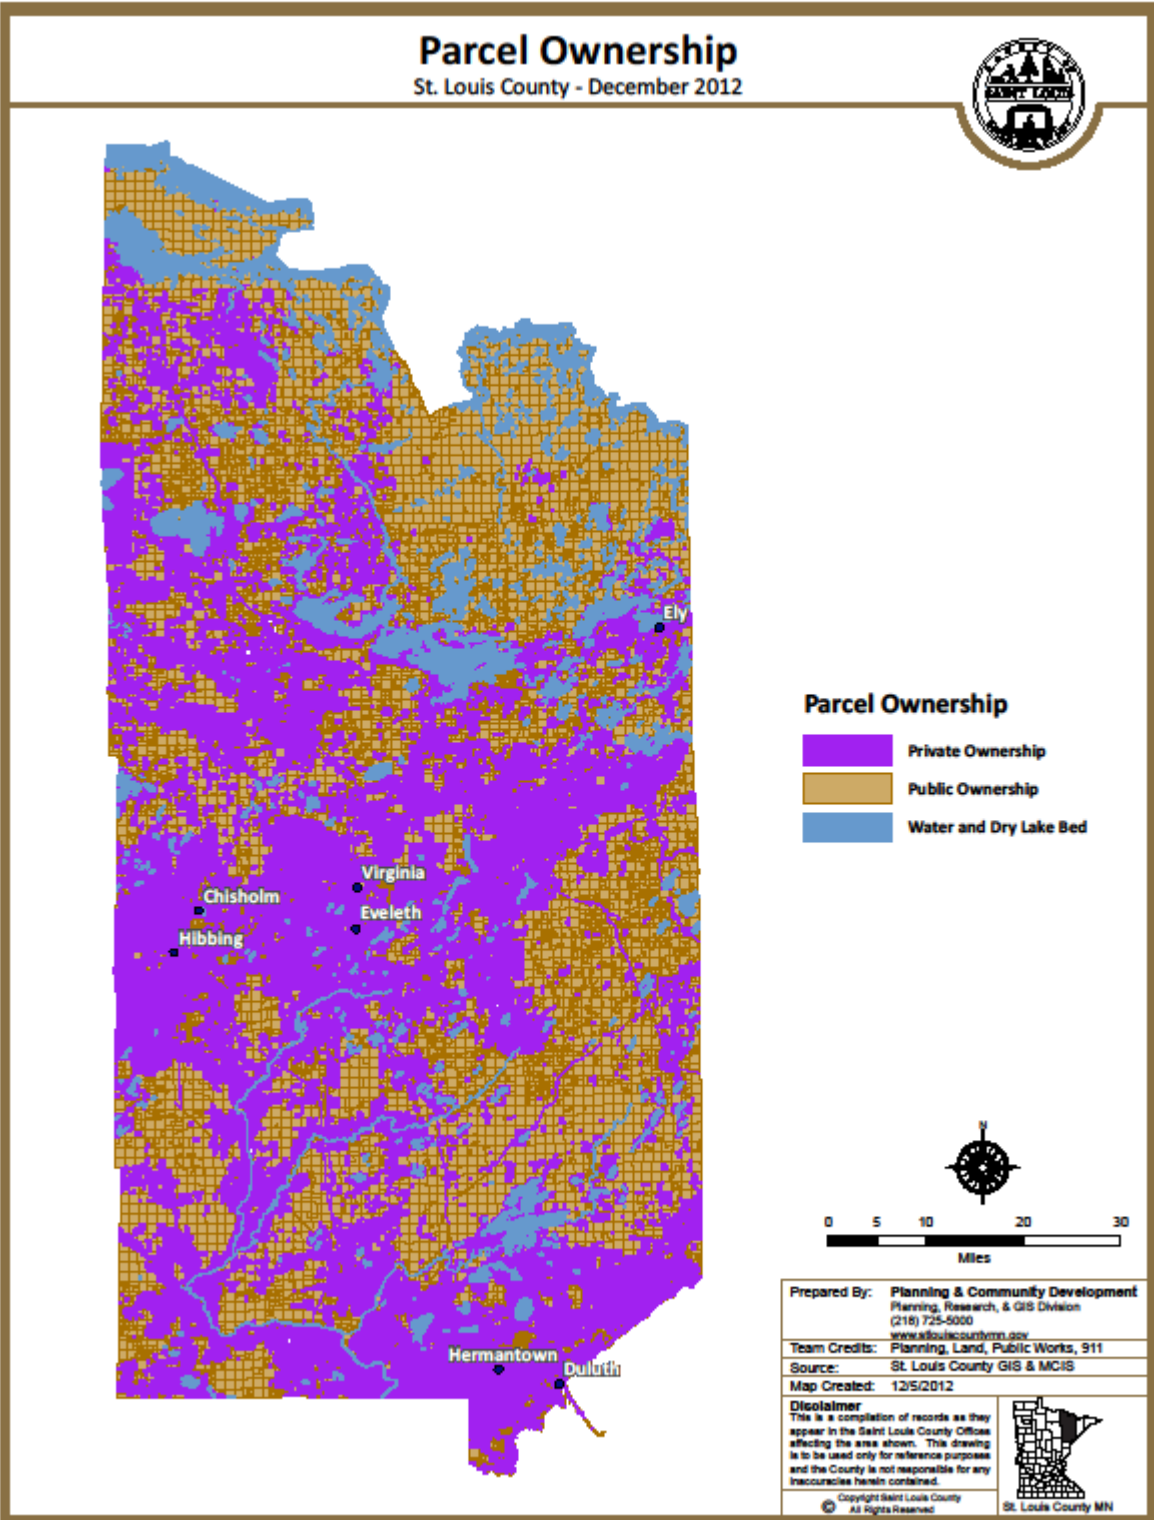 Parcel Ownership
St. Louis County - December 2012
SAINT LOUIS
Ely
Virginia
Chisholm
Eveleth
Hibbing
Hermantown
Duluth
Parcel Ownership
Private Ownership
Public Ownership
Water and Dry Lake Bed
N
0 5 10 20 30
Miles
Prepared By: Planning & Community Development
Planning, Research, & GIS Division
(218) 725-5000
www.stlouiscountymn.gov
Team Credits: Planning, Land, Public Works, 911
Source: St. Louis County GIS & MCIS
Map Created: 12/5/2012
Disclaimer
This is a compilation of records as they
appear in the Saint Louis County Offices
affecting the area shown. This drawing
is to be used only for reference purposes
and the County is not responsible for any
inaccuracies herein contained.
© Copyright Saint Louis County
All Rights Reserved
St. Louis County MN